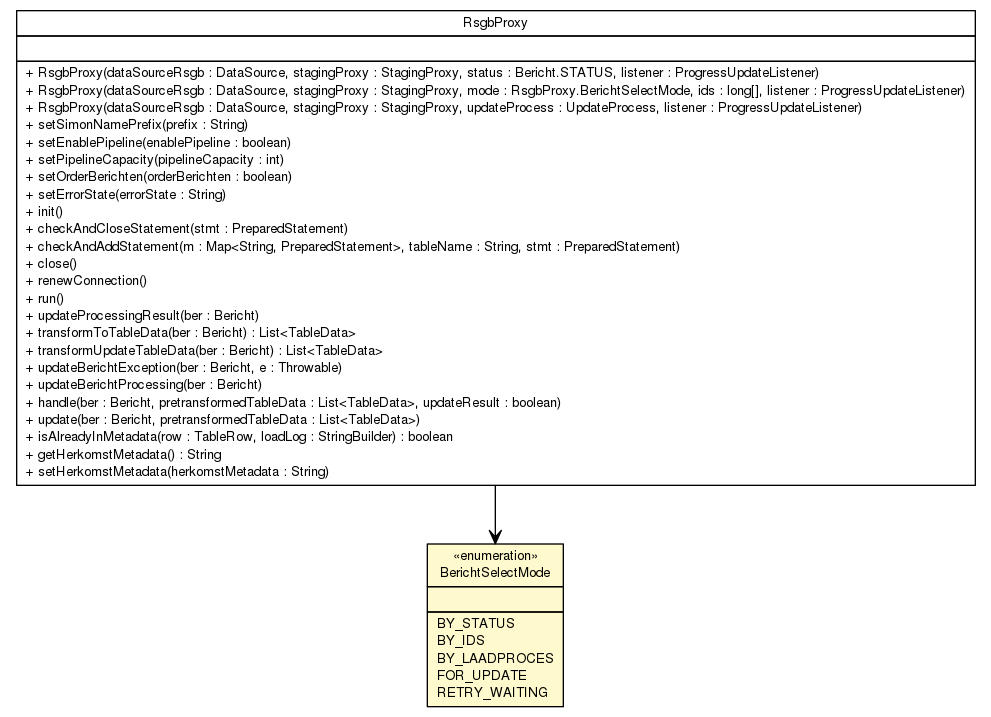 RsgbProxy
+ RsgbProxy(dataSourceRsgb : DataSource, stagingProxy : StagingProxy, status : Bericht.STATUS, listener : ProgressUpdateListener)
+ RsgbProxy(dataSourceRsgb : DataSource, stagingProxy : StagingProxy, mode : RsgbProxy.BerichtSelectMode, ids : long[], listener : ProgressUpdateListener)
+ RsgbProxy(dataSourceRsgb : DataSource, stagingProxy : StagingProxy, updateProcess : UpdateProcess, listener : ProgressUpdateListener)
+ setSimonNamePrefix(prefix : String)
+ setEnablePipeline(enablePipeline : boolean)
+ setPipelineCapacity(pipelineCapacity : int)
+ setOrderBerichten(orderBerichten : boolean)
+ setErrorState(errorState : String)
+ init()
+ checkAndCloseStatement(stmt : PreparedStatement)
+ checkAndAddStatement(m : Map<String, PreparedStatement>, tableName : String, stmt : PreparedStatement)
+ close()
+ renewConnection()
+ run()
+ updateProcessingResult(ber : Bericht)
+ transformToTableData(ber : Bericht) : List<TableData>
+ transformUpdateTableData(ber : Bericht) : List<TableData>
+ updateBerichtException(ber : Bericht, e : Throwable)
+ updateBerichtProcessing(ber : Bericht)
+ handle(ber : Bericht, pretransformedTableData : List<TableData>, updateResult : boolean)
+ update(ber : Bericht, pretransformedTableData : List<TableData>)
+ isAlreadyInMetadata(row : TableRow, loadLog : StringBuilder) : boolean
+ getHerkomstMetadata() : String
+ setHerkomstMetadata(herkomstMetadata : String)
«enumeration»
BerichtSelectMode
BY_STATUS
BY_IDS
BY_LAADPROCES
FOR_UPDATE
RETRY_WAITING